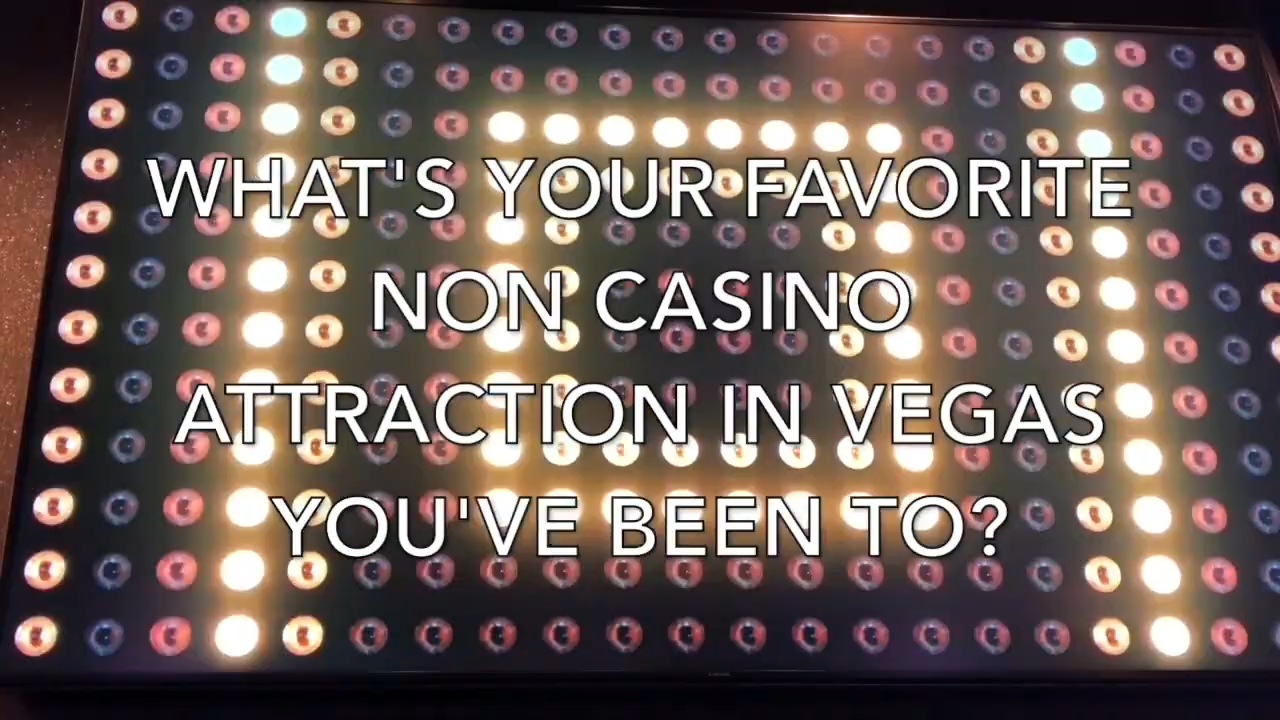 WHAT'S YOUR FAVORITE
NON CASINO
ATTRACTION IN VEGAS
YOU'VE BEEN TO?